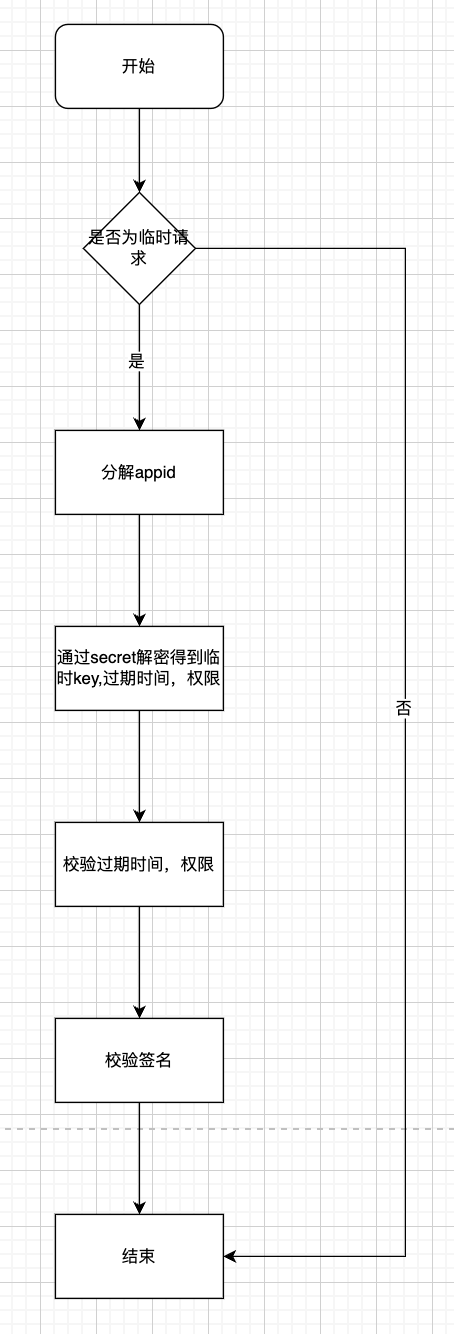 开始
是否为临时请
求
是
分解appid
通过secret解密得到临
时key,过期时间，权限
否
校验过期时间，权限
校验签名
结束